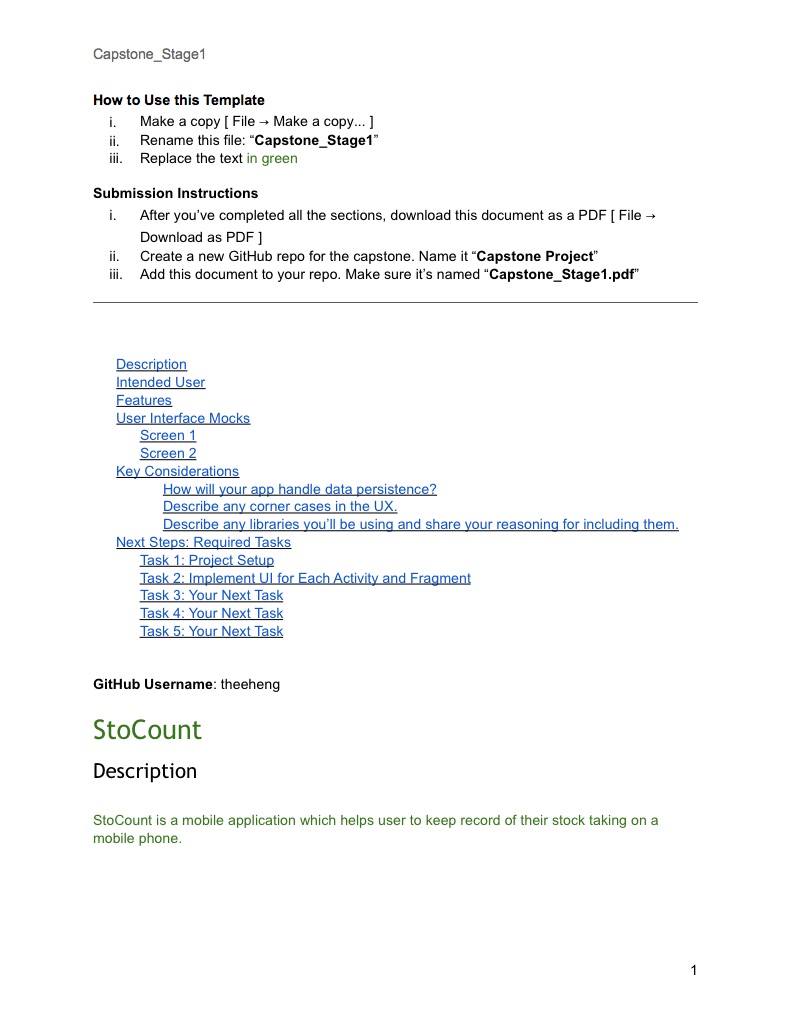 Capstone_Stage1
How to Use this Template
i. Make a copy [ File → Make a copy... ]
ii. Rename this file: “Capstone_Stage1”
iii. Replace the text in green
Submission Instructions
i. After you’ve completed all the sections, download this document as a PDF [ File →
Download as PDF ]
ii. Create a new GitHub repo for the capstone. Name it “Capstone Project”
iii. Add this document to your repo. Make sure it’s named “Capstone_Stage1.pdf”
Description
Intended User
Features
User Interface Mocks
Screen 1
Screen 2
Key Considerations
How will your app handle data persistence?
Describe any corner cases in the UX.
Describe any libraries you’ll be using and share your reasoning for including them.
Next Steps: Required Tasks
Task 1: Project Setup
Task 2: Implement UI for Each Activity and Fragment
Task 3: Your Next Task
Task 4: Your Next Task
Task 5: Your Next Task
GitHub Username: theeheng
StoCount
Description
StoCount is a mobile application which helps user to keep record of their stock taking on a
mobile phone.
1